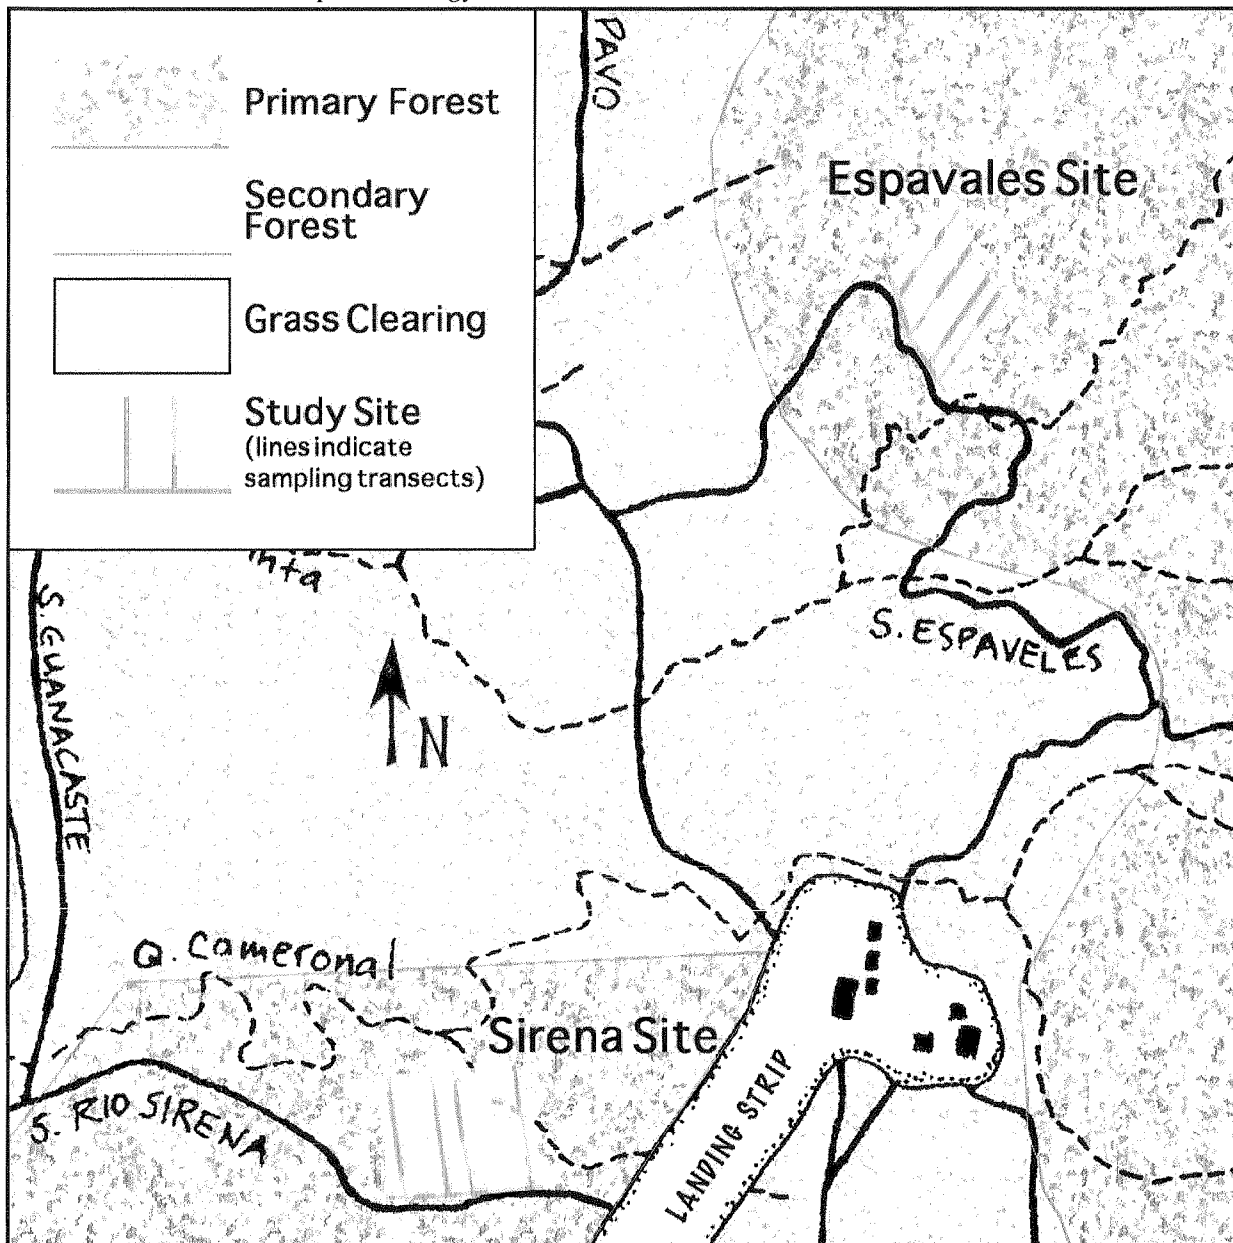 Primary Forest
Secondary
Forest
Grass Clearing
Study Site
(lines indicate
sampling transects)
PAVO
Espavales Site
S. GUANACASTE
N
S. ESPAVELES
Q. Cameronal
Sirena Site
S. RIO SIRENA
LANDING STRIP